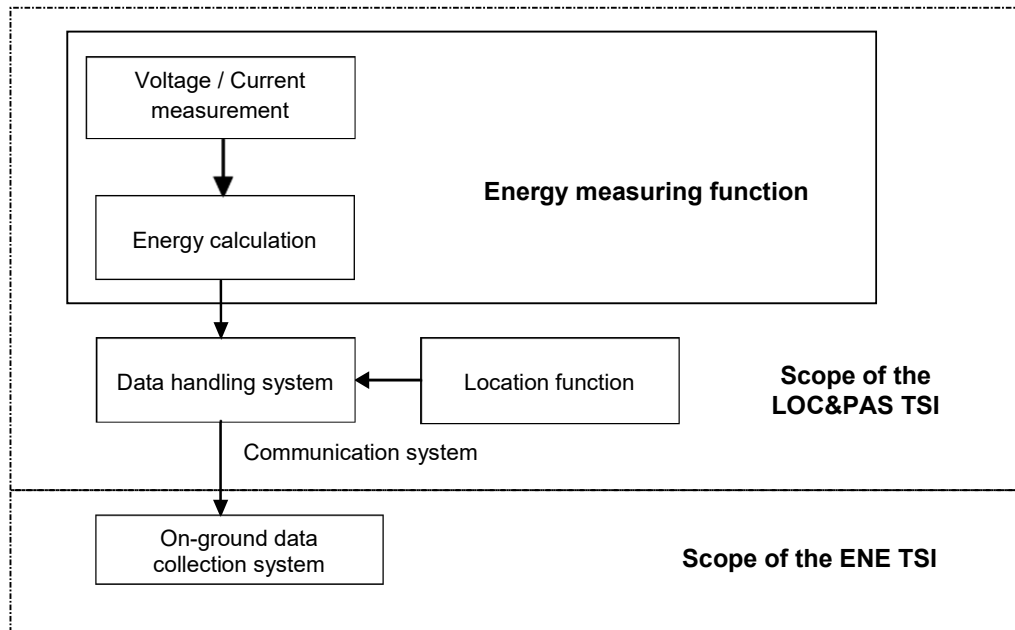 Voltage / Current
measurement
Energy measuring function
Energy calculation
Data handling system
Location function
Scope of the
LOC&PAS TSI
Communication system
On-ground data
collection system
Scope of the ENE TSI